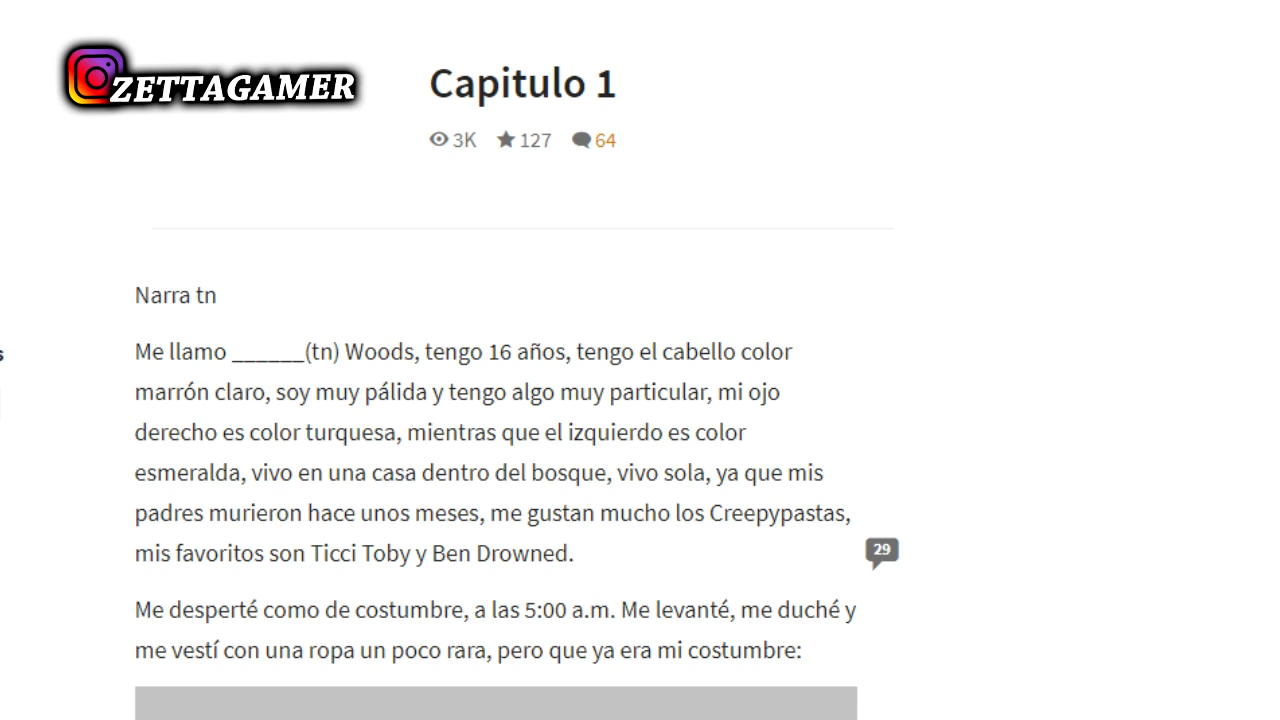 ZETTAGAMER
Capitulo 1
3K 127 64
Narra tn
Me llamo ______(tn) Woods, tengo 16 años, tengo el cabello color
marrón claro, soy muy pálida y tengo algo muy particular, mi ojo
derecho es color turquesa, mientras que el izquierdo es color
esmeralda, vivo en una casa dentro del bosque, vivo sola, ya que mis
padres murieron hace unos meses, me gustan mucho los Creepypastas,
mis favoritos son Ticci Toby y Ben Drowned.
29
Me desperté como de costumbre, a las 5:00 a.m. Me levanté, me duché y
me vestí con una ropa un poco rara, pero que ya era mi costumbre: